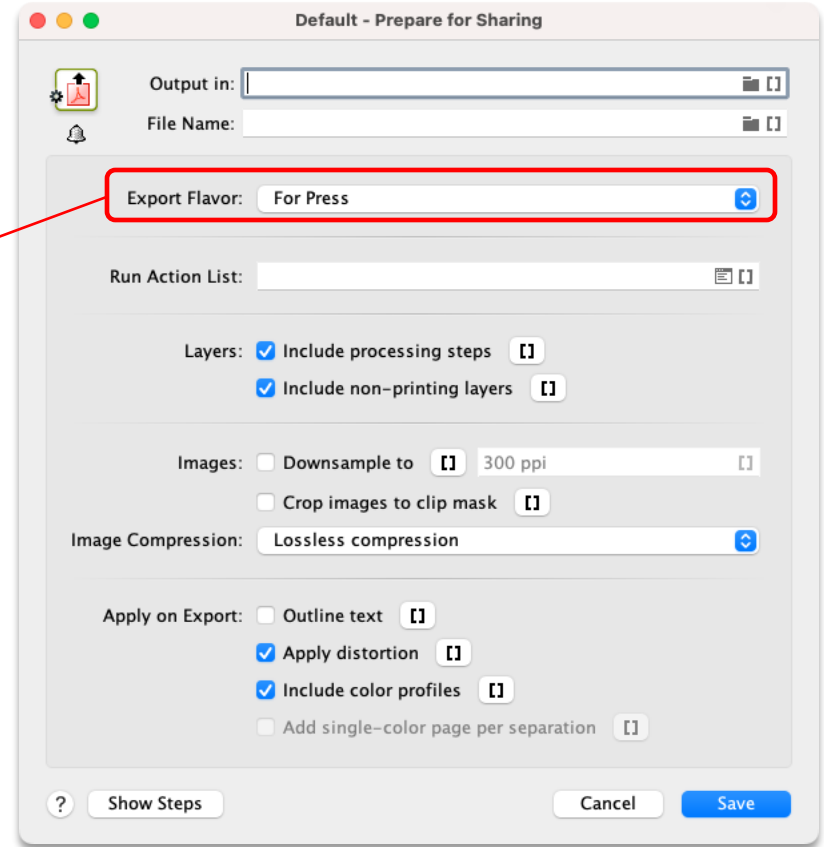 Default - Prepare for Sharing
Output in:
File Name:
Export Flavor: For Press
Run Action List:
Layers: Include processing steps []
Include non-printing layers []
Images: Downsample to [] 300 ppi []
Crop images to clip mask []
Image Compression: Lossless compression
Apply on Export: Outline text []
Apply distortion []
Include color profiles []
Add single-color page per separation []
? Show Steps Cancel Save